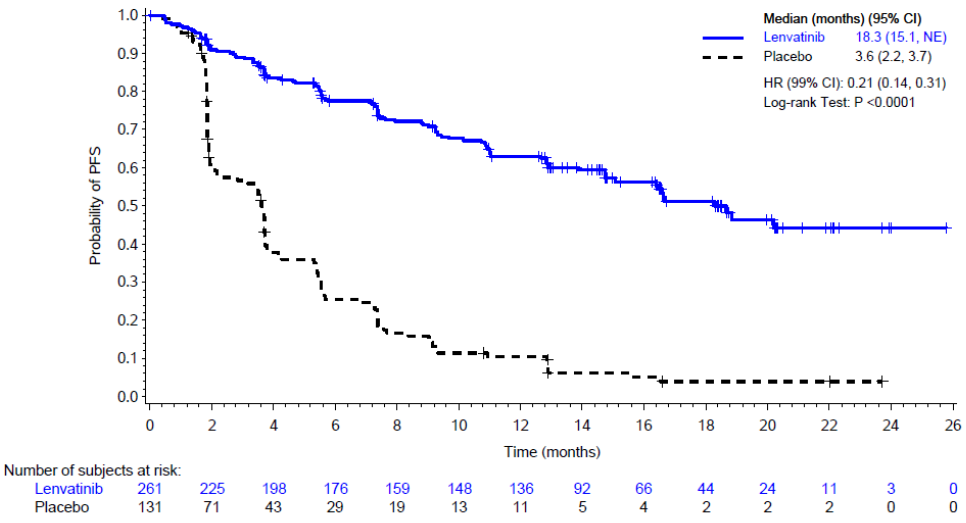 Median (months) (95% CI)
Lenvatinib 18.3 (15.1, NE)
Placebo 3.6 (2.2, 3.7)
HR (99% CI): 0.21 (0.14, 0.31)
Log-rank Test: P <0.0001
Probability of PFS
1.0
0.9
0.8
0.7
0.6
0.5
0.4
0.3
0.2
0.1
0.0
0 2 4 6 8 10 12 14 16 18 20 22 24 26
Time (months)
Number of subjects at risk:
Lenvatinib 261 225 198 176 159 148 136 92 66 44 24 11 3 0
Placebo 131 71 43 29 19 13 11 5 4 2 2 2 0 0